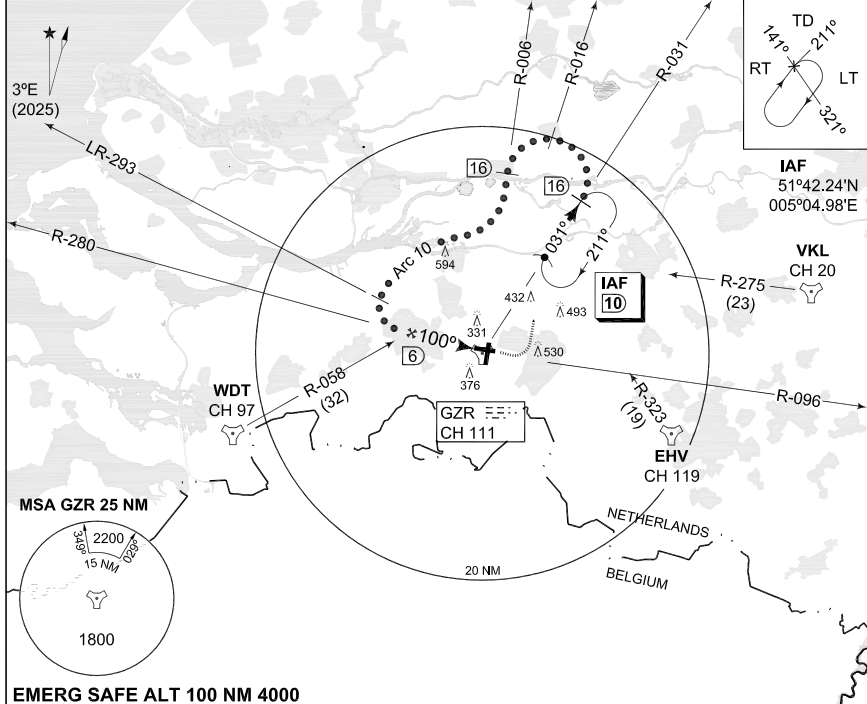 3ºE
(2025)
R-006
R-016
R-031
TD
141º
211º
RT
LT
321º
IAF
51º42.24'N
005º04.98'E
LR-293
16
16
R-280
Arc 10
594
031º
211º
VKL
CH 20
R-275
(23)
IAF
10
432
493
331
100º
6
530
376
R-058
(32)
WDT
CH 97
GZR
CH 111
R-096
R-323
(19)
EHV
CH 119
MSA GZR 25 NM
349º
2200
029º
15 NM
1800
20 NM
NETHERLANDS
BELGIUM
EMERG SAFE ALT 100 NM 4000